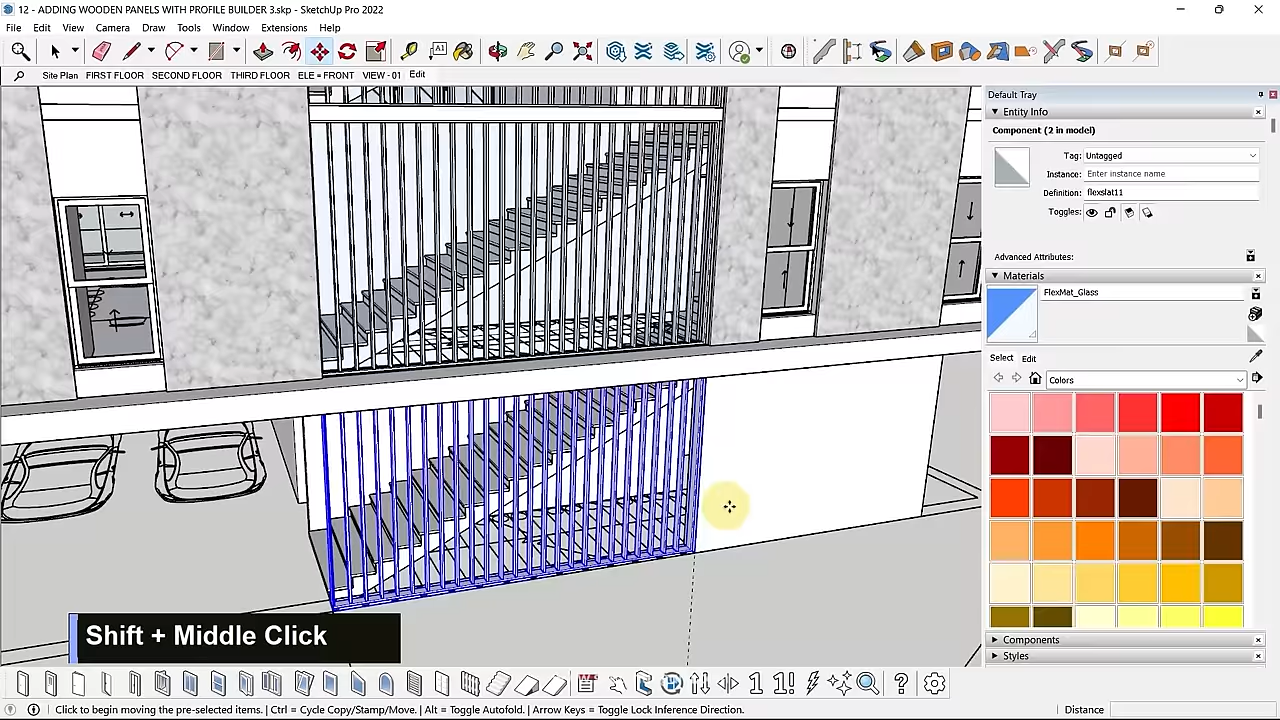 12 - ADDING WOODEN PANELS WITH PROFILE BUILDER 3.skp - SketchUp Pro 2022
File Edit View Camera Draw Tools Window Extensions Help
Site Plan FIRST FLOOR SECOND FLOOR THIRD FLOOR ELE = FRONT VIEW - 01 Edit
Default Tray
Entity Info
Component (2 in model)
Tag: Untagged
Instance: Enter instance name
Definition: flexslat11
Toggles:
Advanced Attributes:
Materials
FlexMat_Glass
Select Edit
Colors
Components
Styles
Shift + Middle Click
1 1! ?
Click to begin moving the pre-selected items. | Ctrl = Cycle Copy/Stamp/Move. | Alt = Toggle Autofold. | Arrow Keys = Toggle Lock Inference Direction.
Distance